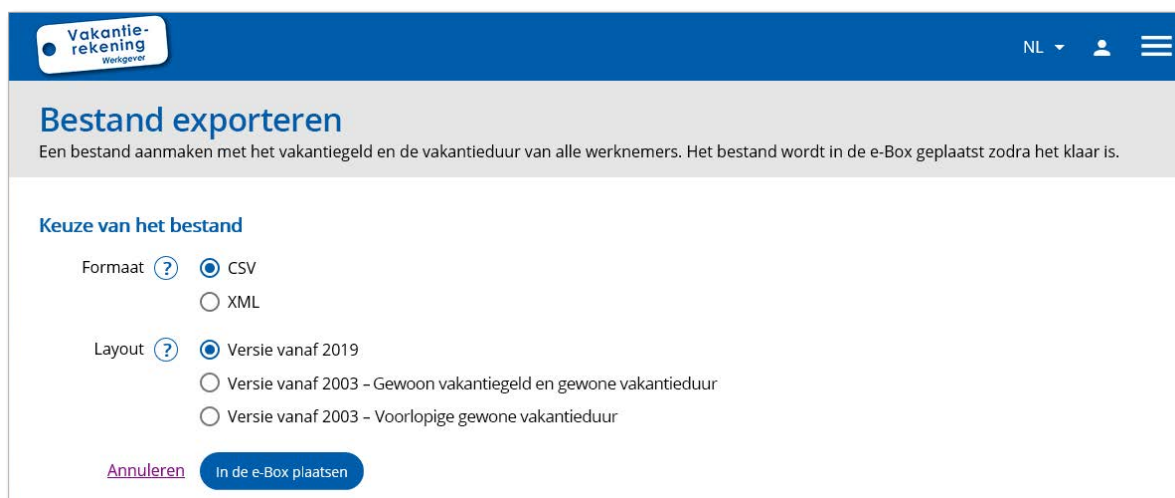 Vakantie-
rekening
Werkgever
NL
Bestand exporteren
Een bestand aanmaken met het vakantiegeld en de vakantieduur van alle werknemers. Het bestand wordt in de e-Box geplaatst zodra het klaar is.
Keuze van het bestand
Formaat ? CSV
XML
Layout ? Versie vanaf 2019
Versie vanaf 2003 – Gewoon vakantiegeld en gewone vakantieduur
Versie vanaf 2003 – Voorlopige gewone vakantieduur
Annuleren In de e-Box plaatsen